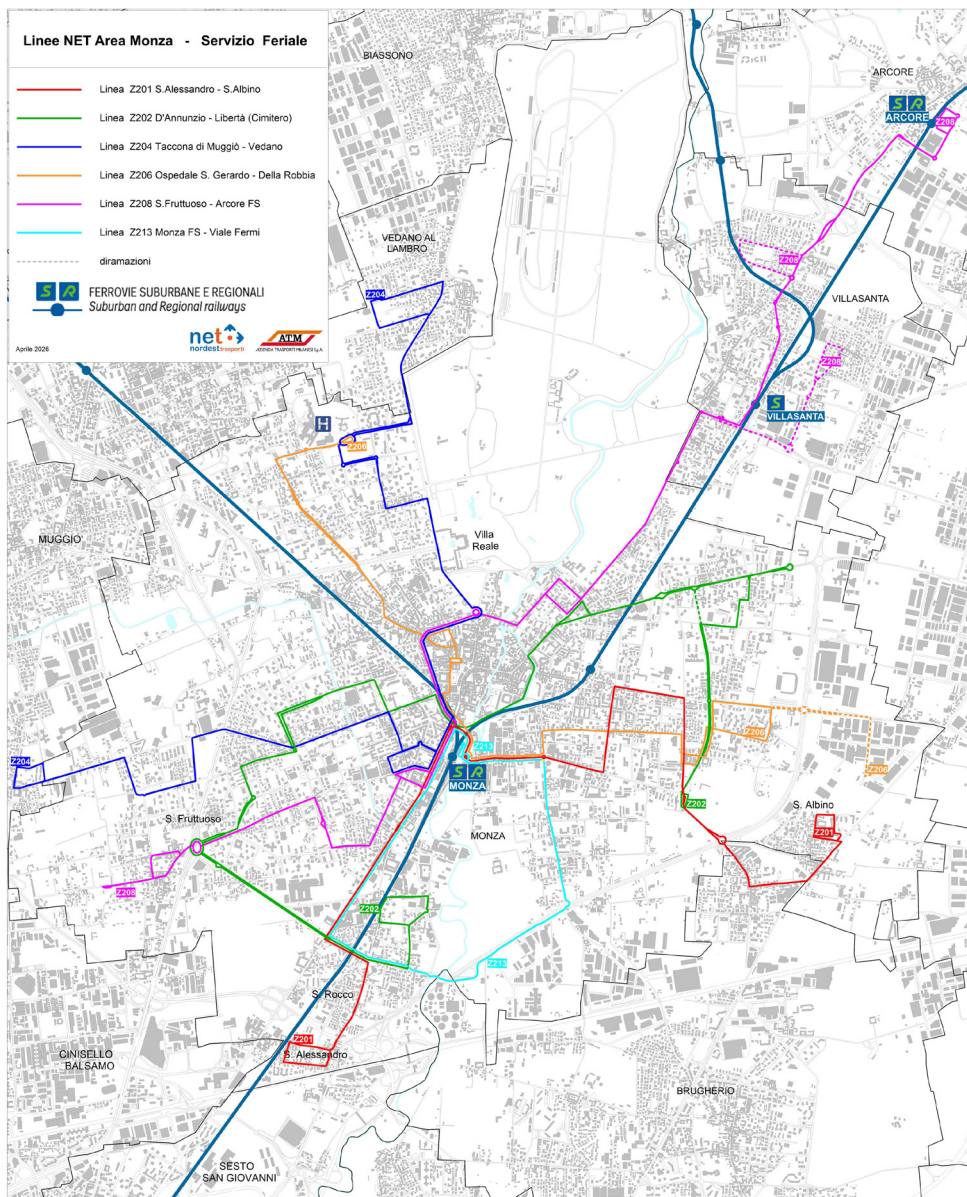 Linee NET Area Monza - Servizio Feriale
Linea Z201 S.Alessandro - S.Albino
Linea Z202 D'Annunzio - Libertà (Cimitero)
Linea Z204 Taccona di Muggiò - Vedano
Linea Z206 Ospedale S. Gerardo - Della Robbia
Linea Z208 S.Fruttuoso - Arcore FS
Linea Z213 Monza FS - Viale Fermi
diramazioni
S R
FERROVIE SUBURBANE E REGIONALI
Suburban and Regional railways
Aprile 2026
net
nordesttrasporti
ATM
AZIENDA TRASPORTI MILANESI S.p.A.
BIASSONO
ARCORE
S R
ARCORE
Z208
VEDANO AL
LAMBRO
Z208
Z204
VILLASANTA
Z208
S
VILLASANTA
H
Z206
MUGGIO'
Villa
Reale
Z206
Z213
Z204
S R
MONZA
Z206
Z202
S. Albino
Z201
S. Fruttuoso
MONZA
Z208
Z202
Z213
S. Rocco
Z201
S. Alessandro
CINISELLO
BALSAMO
BRUGHERIO
SESTO
SAN GIOVANNI